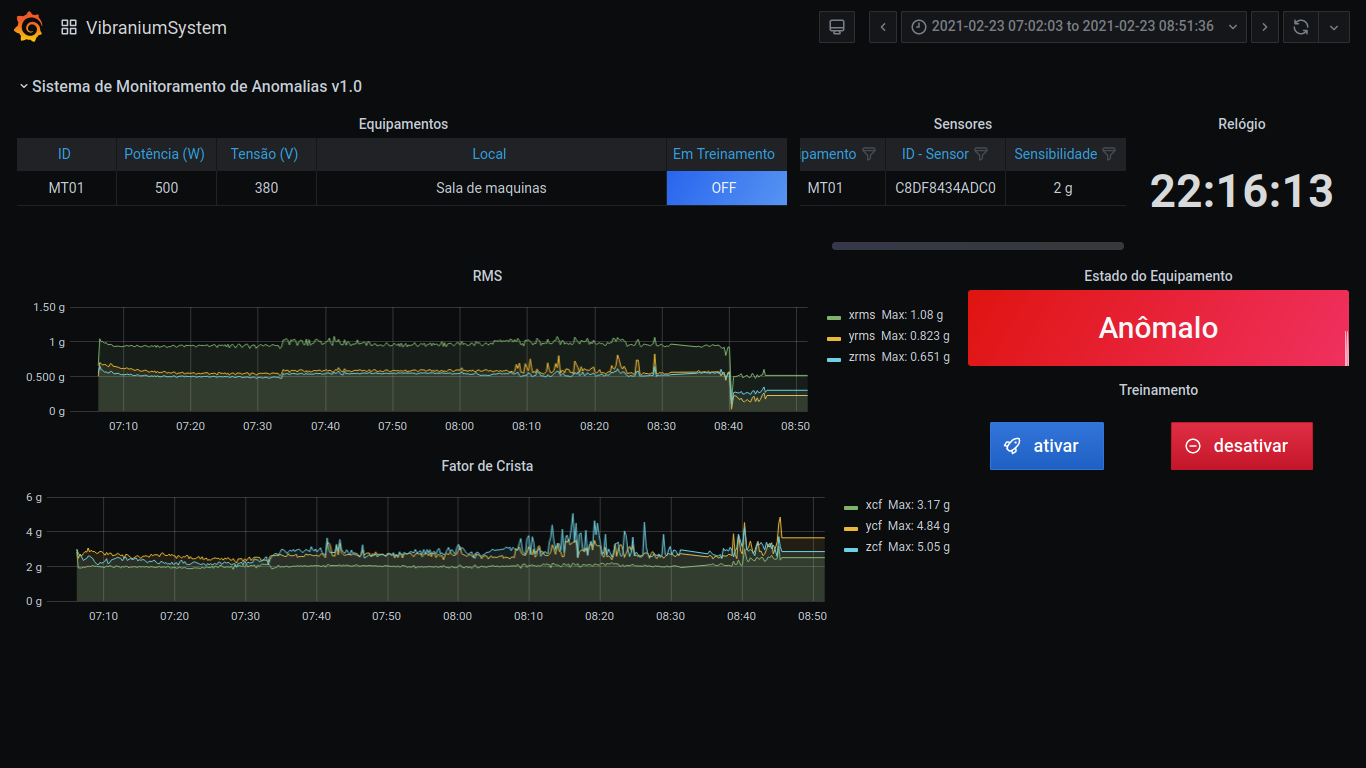 VibraniumSystem
2021-02-23 07:02:03 to 2021-02-23 08:51:36
Sistema de Monitoramento de Anomalias v1.0
Equipamentos
ID Potência (W) Tensão (V) Local Em Treinamento
MT01 500 380 Sala de maquinas OFF
Sensores
pamento ID - Sensor Sensibilidade
MT01 C8DF8434ADC0 2 g
Relógio
22:16:13
RMS
1.50 g
1 g
0.500 g
0 g
07:10 07:20 07:30 07:40 07:50 08:00 08:10 08:20 08:30 08:40 08:50
xrms Max: 1.08 g
yrms Max: 0.823 g
zrms Max: 0.651 g
Estado do Equipamento
Anômalo
Treinamento
ativar desativar
Fator de Crista
6 g
4 g
2 g
0 g
07:10 07:20 07:30 07:40 07:50 08:00 08:10 08:20 08:30 08:40 08:50
xcf Max: 3.17 g
ycf Max: 4.84 g
zcf Max: 5.05 g